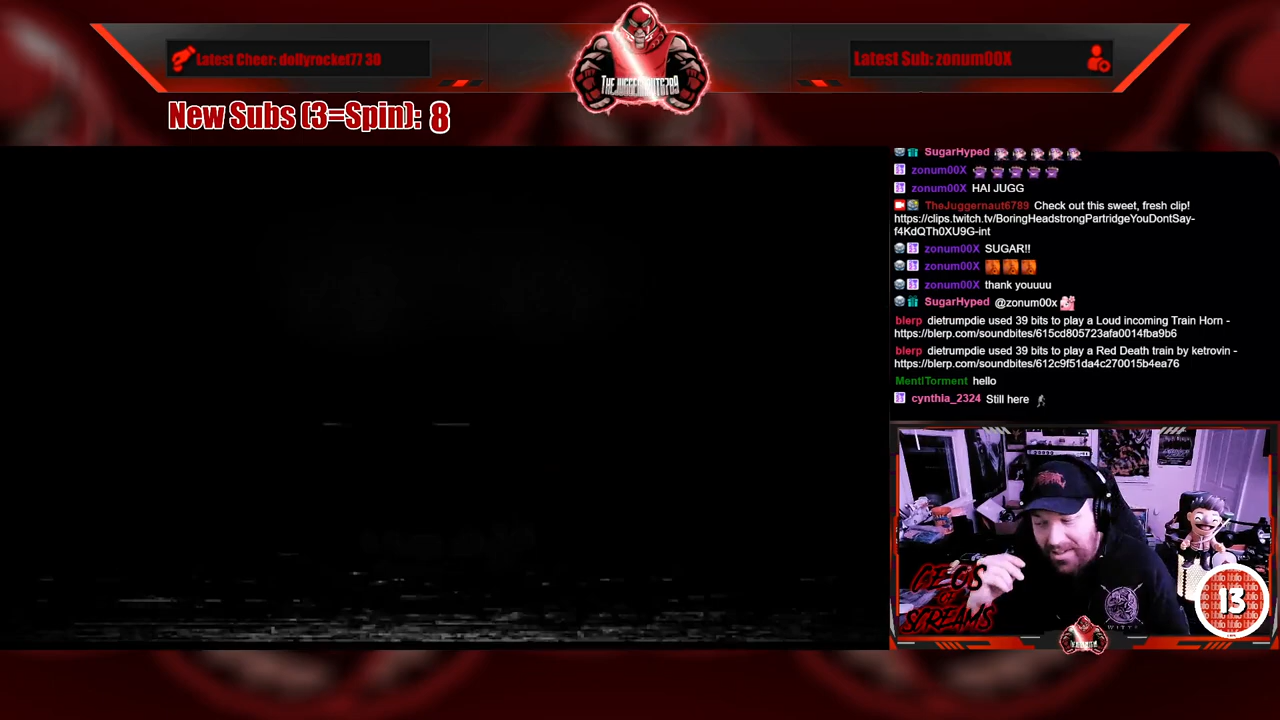 Latest Cheer: dollyrocket77 30
THEJUGGERNAUT6789
Latest Sub: zonum00X
New Subs (3=Spin): 8
SugarHyped
zonum00X
zonum00X HAI JUGG
TheJuggernaut6789 Check out this sweet, fresh clip!
https://clips.twitch.tv/BoringHeadstrongPartridgeYouDontSay-
f4KdQTh0XU9G-int
zonum00X SUGAR!!
zonum00X
zonum00X thank youuuu
SugarHyped @zonum00x
blerp dietrumpdie used 39 bits to play a Loud incoming Train Horn -
https://blerp.com/soundbites/615cd805723afa0014fba9b6
blerp dietrumpdie used 39 bits to play a Red Death train by ketrovin -
https://blerp.com/soundbites/612c9f51da4c270015b4ea76
MentlTorment hello
cynthia_2324 Still here
SCREAMS
13